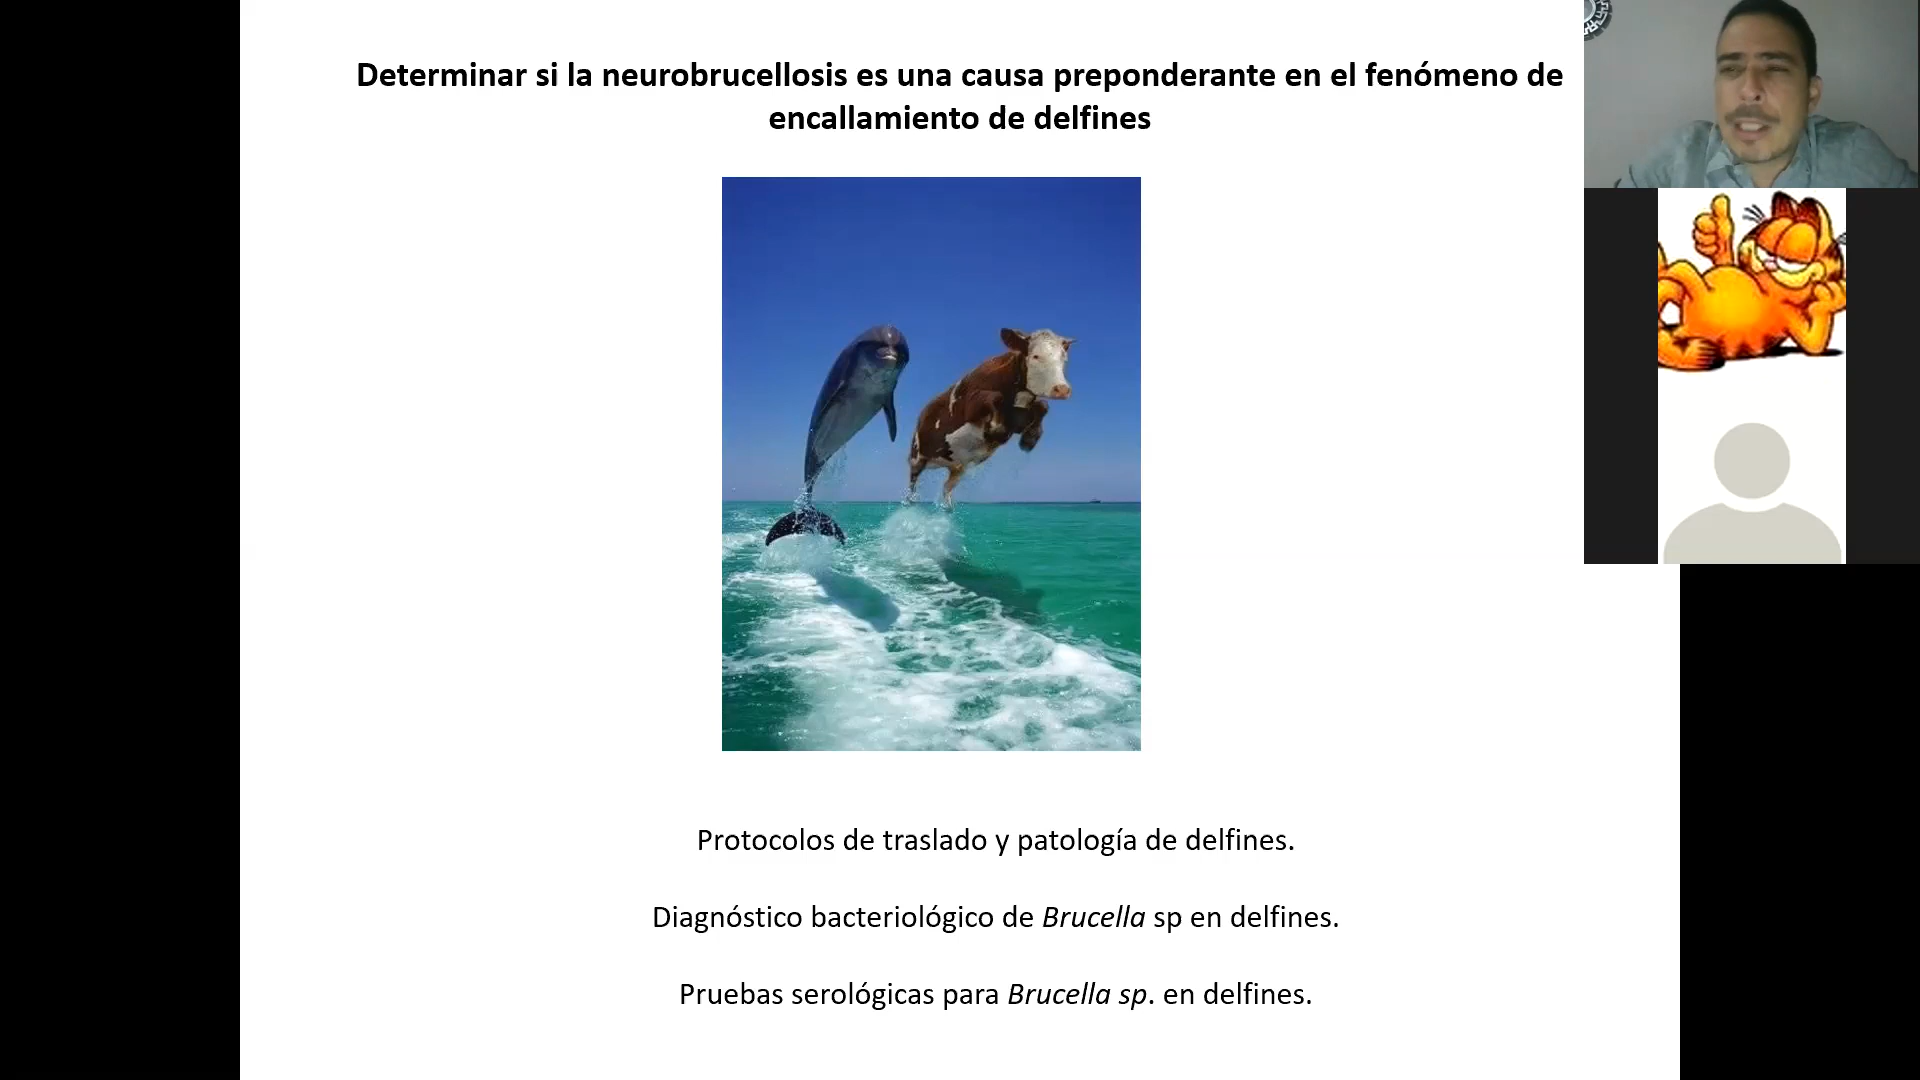 Determinar si la neurobrucellosis es una causa preponderante en el fenómeno de
encallamiento de delfines
Protocolos de traslado y patología de delfines.
Diagnóstico bacteriológico de Brucella sp en delfines.
Pruebas serológicas para Brucella sp. en delfines.